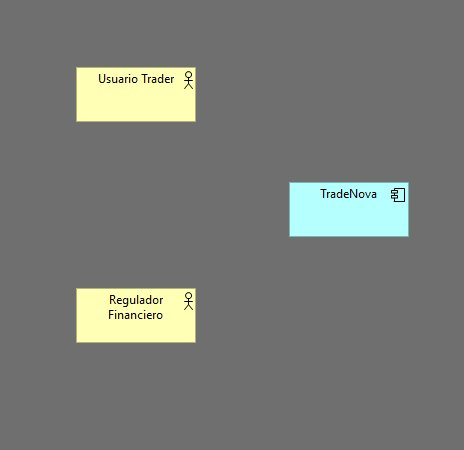 Usuario Trader
TradeNova
Regulador
Financiero